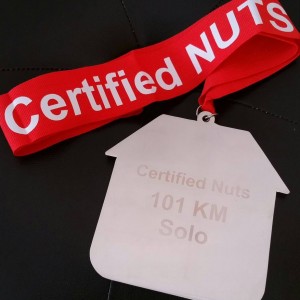 Certified NUTS
Certified Nuts
101 KM
Solo